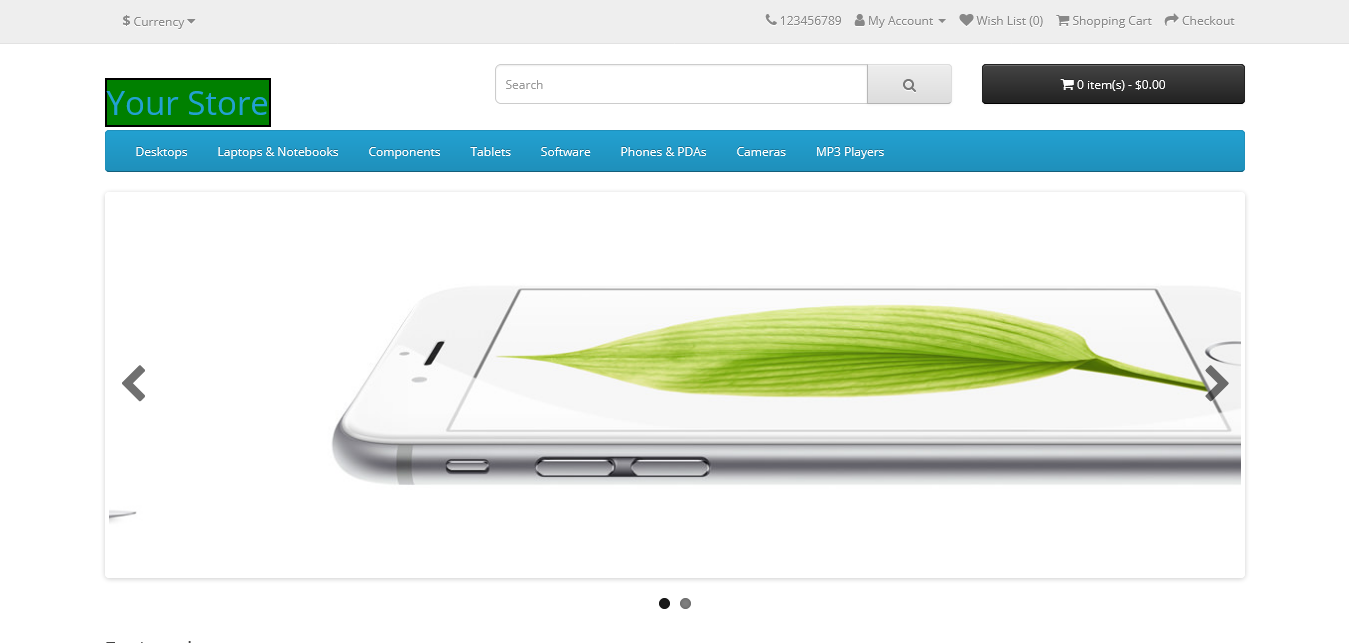 $ Currency
123456789 My Account Wish List (0) Shopping Cart Checkout
Your Store
Search
0 item(s) - $0.00
Desktops Laptops & Notebooks Components Tablets Software Phones & PDAs Cameras MP3 Players